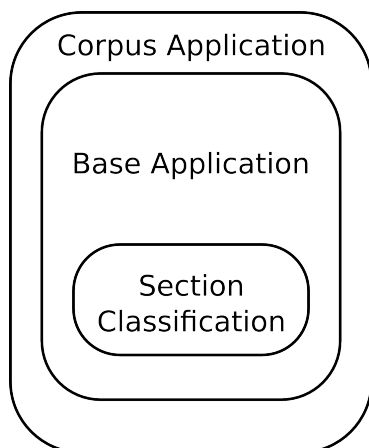 Corpus Application
Base Application
Section
Classification